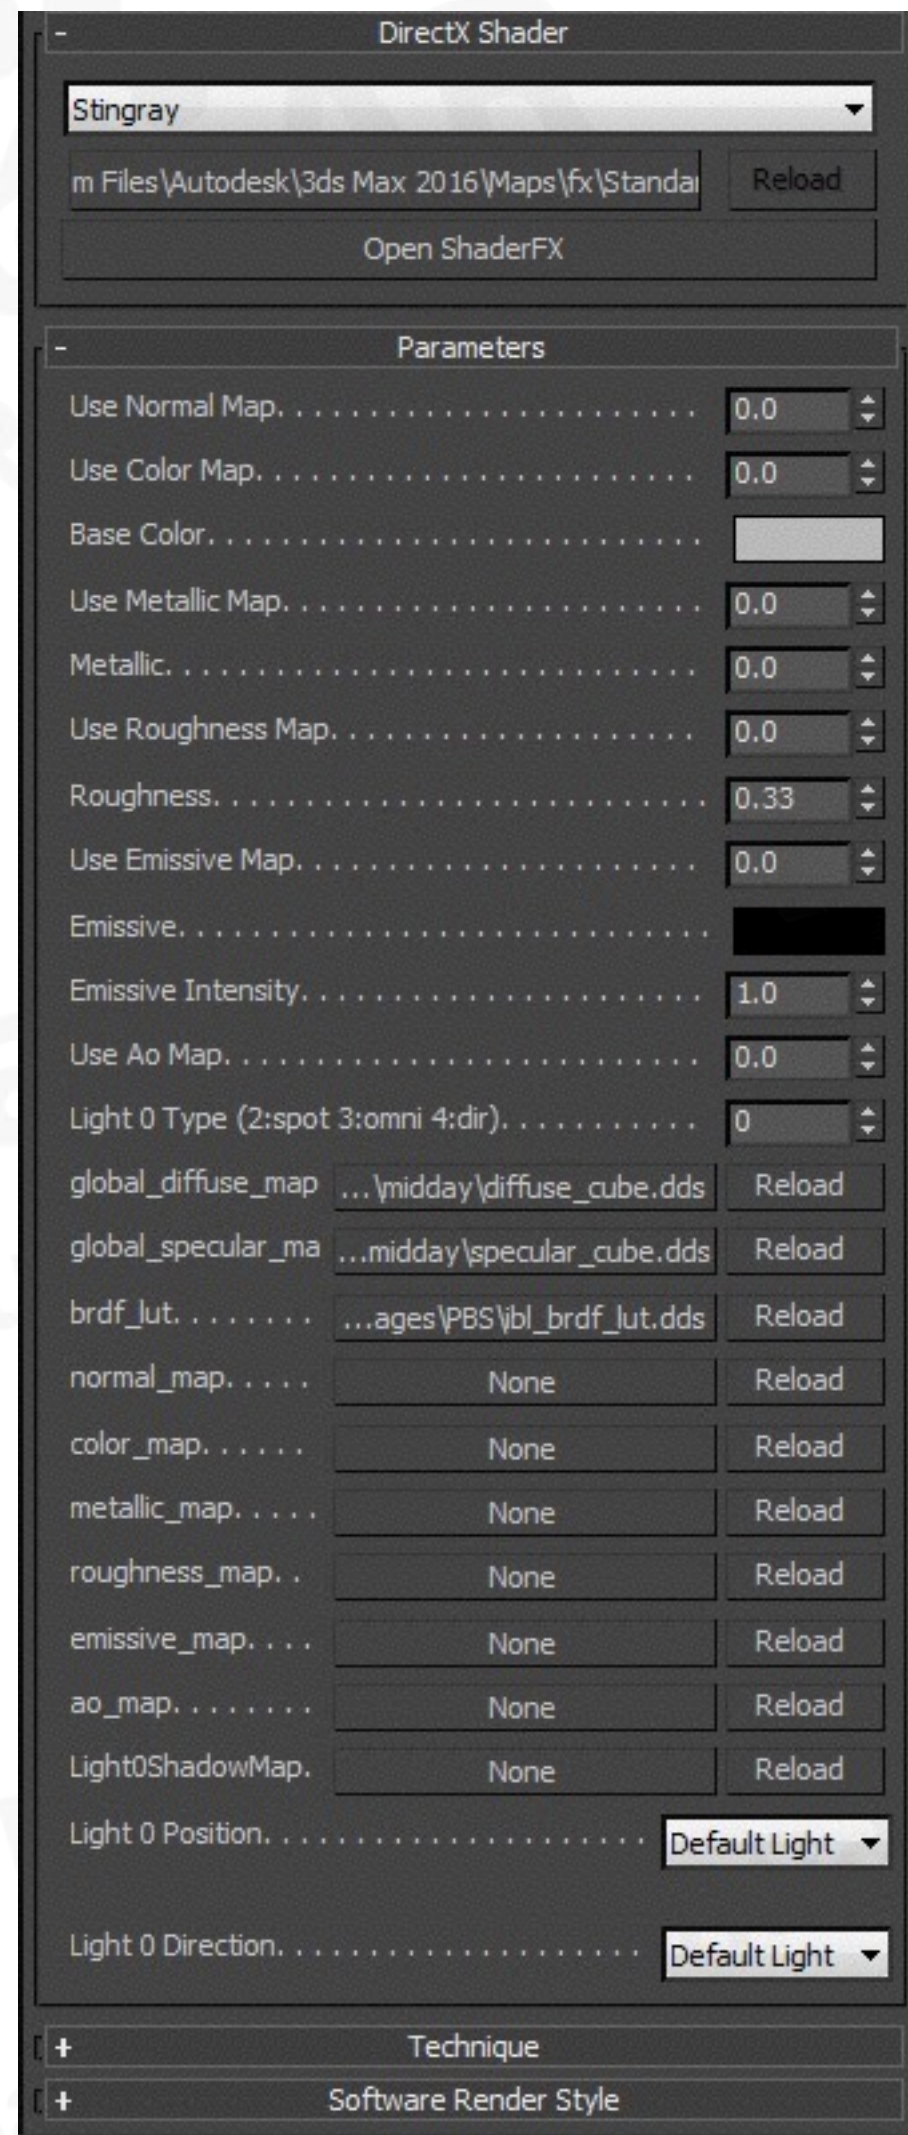 - DirectX Shader
Stingray
m Files\Autodesk\3ds Max 2016\Maps\fx\Standar Reload
Open ShaderFX
- Parameters
Use Normal Map. . . . . . . . . . . . . . . . . . . . . . . 0.0
Use Color Map. . . . . . . . . . . . . . . . . . . . . . . . 0.0
Base Color. . . . . . . . . . . . . . . . . . . . . . . . . . .
Use Metallic Map. . . . . . . . . . . . . . . . . . . . . . . 0.0
Metallic. . . . . . . . . . . . . . . . . . . . . . . . . . . . 0.0
Use Roughness Map. . . . . . . . . . . . . . . . . . . . 0.0
Roughness. . . . . . . . . . . . . . . . . . . . . . . . . . . 0.33
Use Emissive Map. . . . . . . . . . . . . . . . . . . . . . 0.0
Emissive. . . . . . . . . . . . . . . . . . . . . . . . . . . . .
Emissive Intensity. . . . . . . . . . . . . . . . . . . . . . 1.0
Use Ao Map. . . . . . . . . . . . . . . . . . . . . . . . . . 0.0
Light 0 Type (2:spot 3:omni 4:dir). . . . . . . . . . . 0
global_diffuse_map ...\midday\diffuse_cube.dds Reload
global_specular_ma ...midday\specular_cube.dds Reload
brdf_lut. . . . . . . . ...ages\PBS\ibl_brdf_lut.dds Reload
normal_map. . . . . None Reload
color_map. . . . . . None Reload
metallic_map. . . . . None Reload
roughness_map. . None Reload
emissive_map. . . . None Reload
ao_map. . . . . . . . None Reload
Light0ShadowMap. None Reload
Light 0 Position. . . . . . . . . . . . . . . . . . . . . Default Light
Light 0 Direction. . . . . . . . . . . . . . . . . . . . Default Light
+ Technique
+ Software Render Style